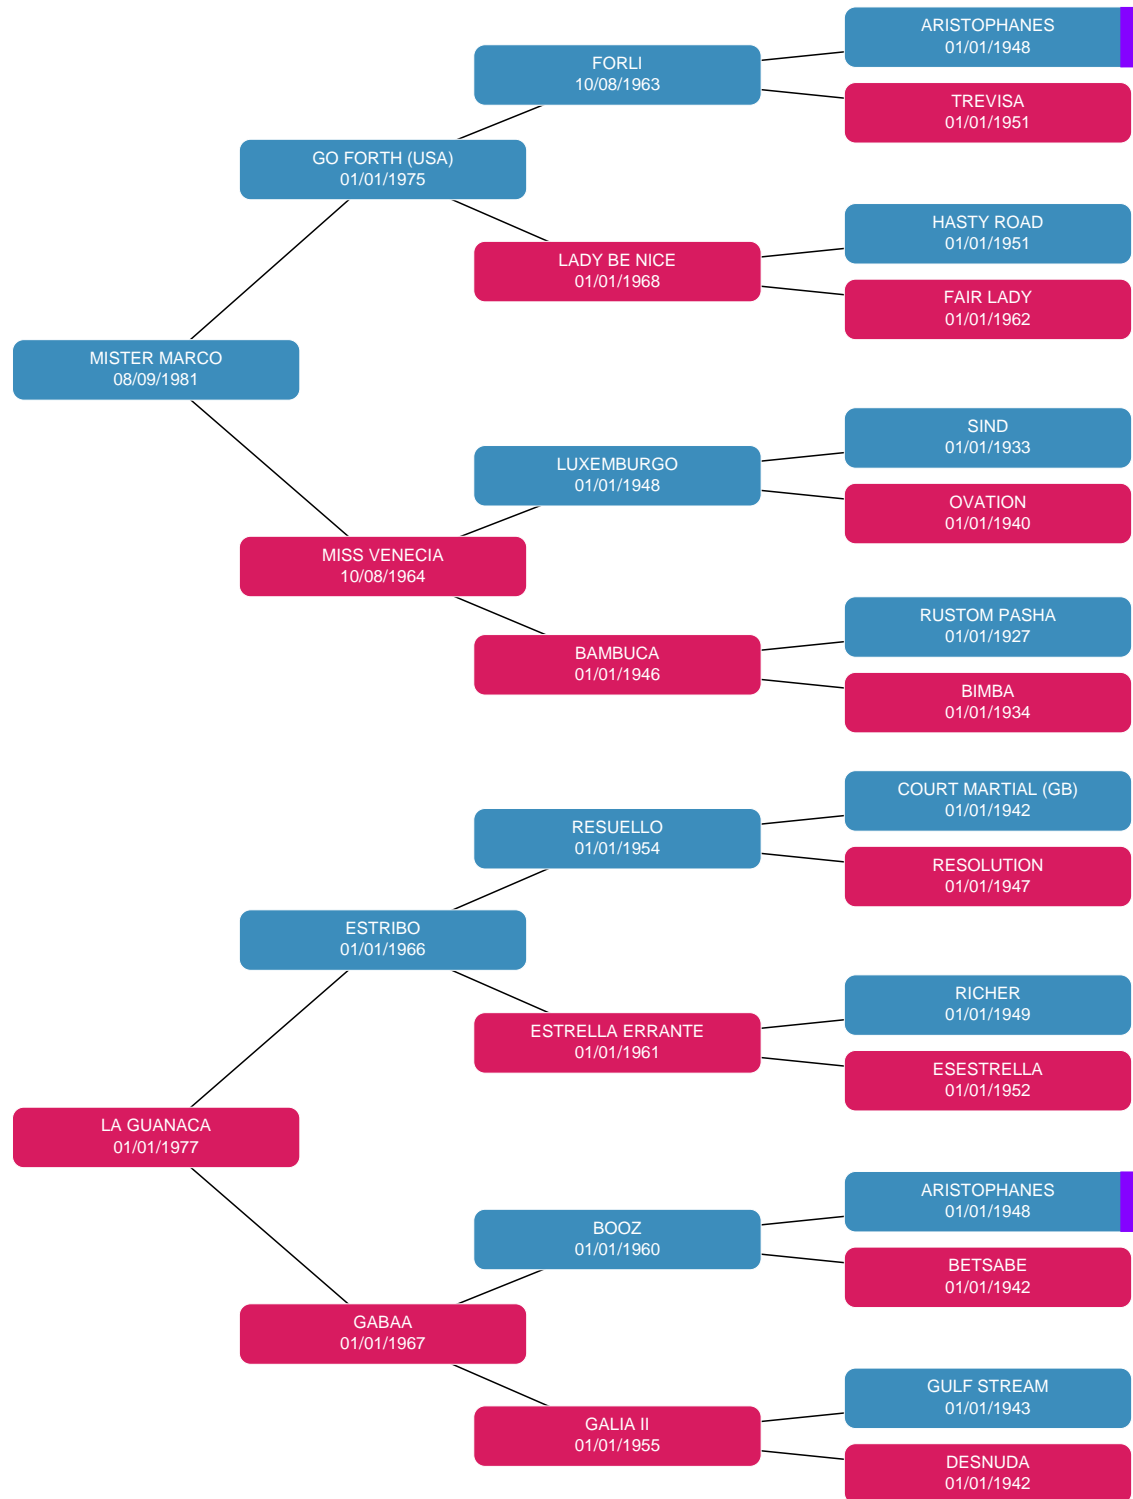 ARISTOPHANES
01/01/1948
FORLI
10/08/1963
TREVISA
01/01/1951
GO FORTH (USA)
01/01/1975
HASTY ROAD
01/01/1951
LADY BE NICE
01/01/1968
FAIR LADY
01/01/1962
MISTER MARCO
08/09/1981
SIND
01/01/1933
LUXEMBURGO
01/01/1948
OVATION
01/01/1940
MISS VENECIA
10/08/1964
RUSTOM PASHA
01/01/1927
BAMBUCA
01/01/1946
BIMBA
01/01/1934
COURT MARTIAL (GB)
01/01/1942
RESUELLO
01/01/1954
RESOLUTION
01/01/1947
ESTRIBO
01/01/1966
RICHER
01/01/1949
ESTRELLA ERRANTE
01/01/1961
ESESTRELLA
01/01/1952
LA GUANACA
01/01/1977
ARISTOPHANES
01/01/1948
BOOZ
01/01/1960
BETSABE
01/01/1942
GABAA
01/01/1967
GULF STREAM
01/01/1943
GALIA II
01/01/1955
DESNUDA
01/01/1942